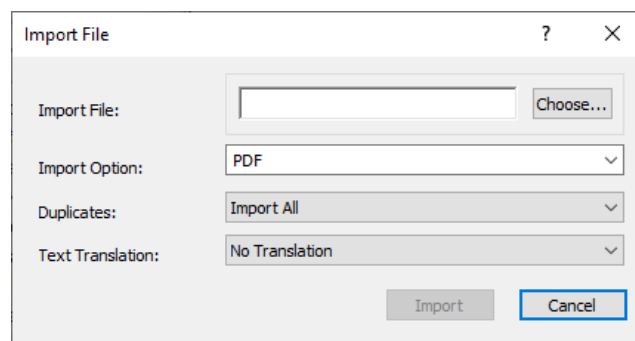 Import File ?
Import File: Choose...
Import Option: PDF
Duplicates: Import All
Text Translation: No Translation
Import Cancel